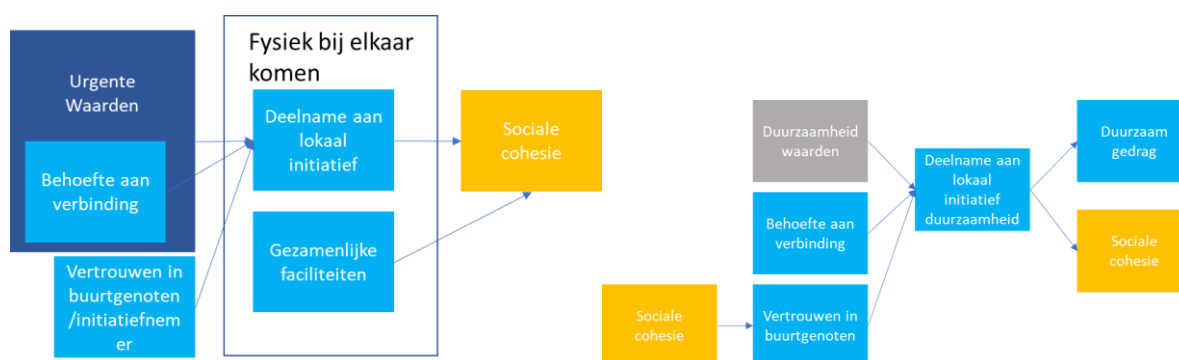 Urgente
Waarden
Behoefte aan
verbinding
Vertrouwen in
buurtgenoten
/initiatiefnem
er
Fysiek bij elkaar
komen
Deelname aan
lokaal
initiatief
Gezamenlijke
faciliteiten
Sociale
cohesie
Duurzaamheid
waarden
Behoefte aan
verbinding
Sociale
cohesie
Vertrouwen in
buurtgenoten
Deelname aan
lokaal
initiatief
duurzaamheid
Duurzaam
gedrag
Sociale
cohesie